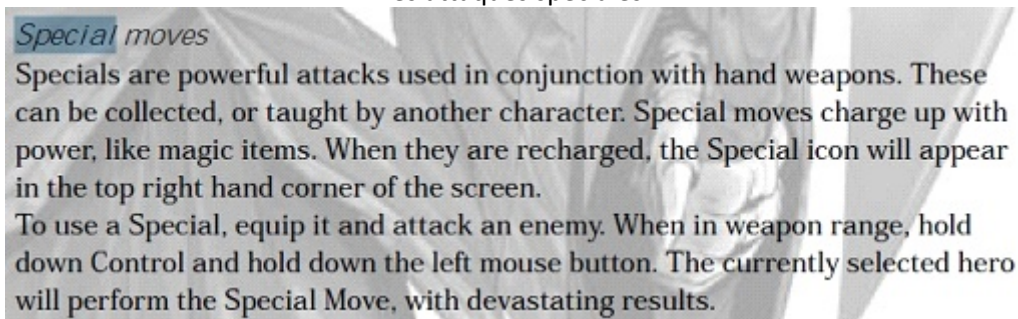 Special moves
Specials are powerful attacks used in conjunction with hand weapons. These
can be collected, or taught by another character. Special moves charge up with
power, like magic items. When they are recharged, the Special icon will appear
in the top right hand corner of the screen.
To use a Special, equip it and attack an enemy. When in weapon range, hold
down Control and hold down the left mouse button. The currently selected hero
will perform the Special Move, with devastating results.